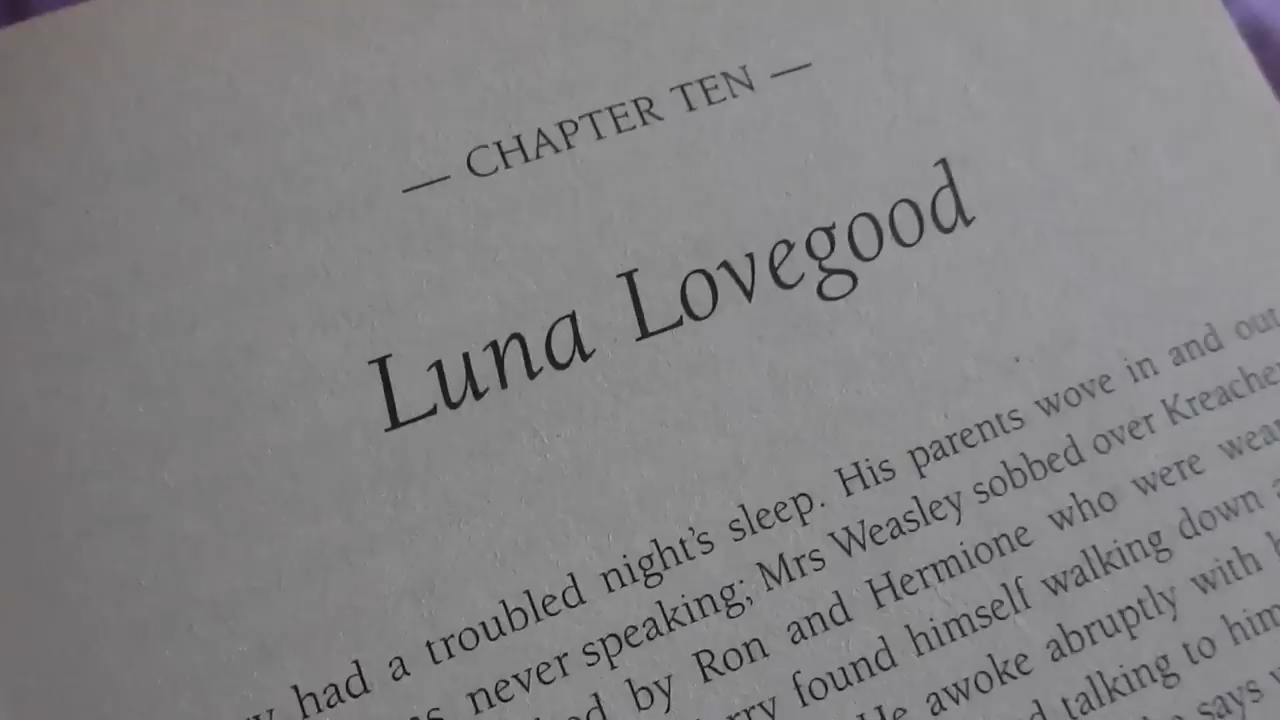 — CHAPTER TEN —
Luna Lovegood
had a troubled night's sleep. His parents wove in and out
never speaking; Mrs Weasley sobbed over Kreacher
by Ron and Hermione who were
found himself walking down
He awoke abruptly with
talking to him
says